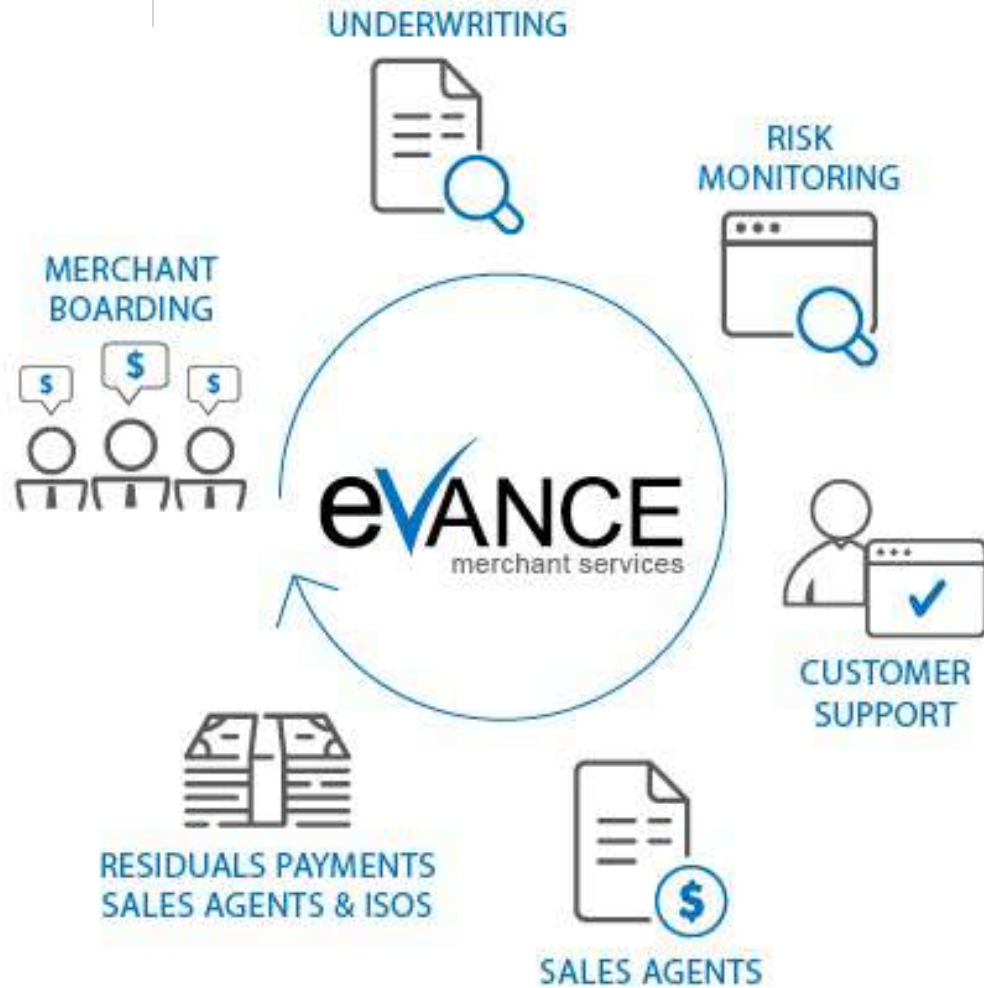 UNDERWRITING
RISK
MONITORING
MERCHANT
BOARDING
$
$
$
eVANCE
merchant services
CUSTOMER
SUPPORT
RESIDUALS PAYMENTS
SALES AGENTS & ISOS
$
SALES AGENTS